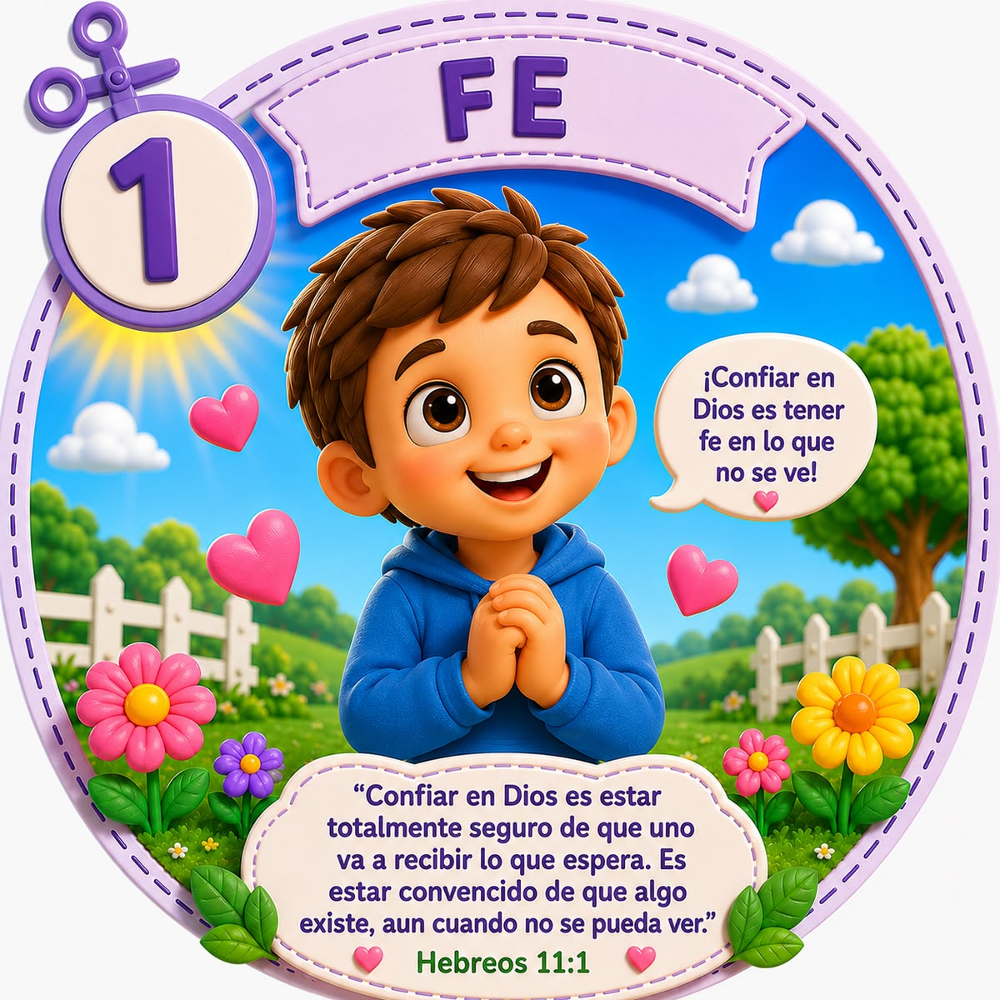 FE
1
¡Confiar en
Dios es tener
fe en lo que
no se ve!
“Confiar en Dios es estar
totalmente seguro de que uno
va a recibir lo que espera. Es
estar convencido de que algo
existe, aun cuando no se pueda ver.”
Hebreos 11:1